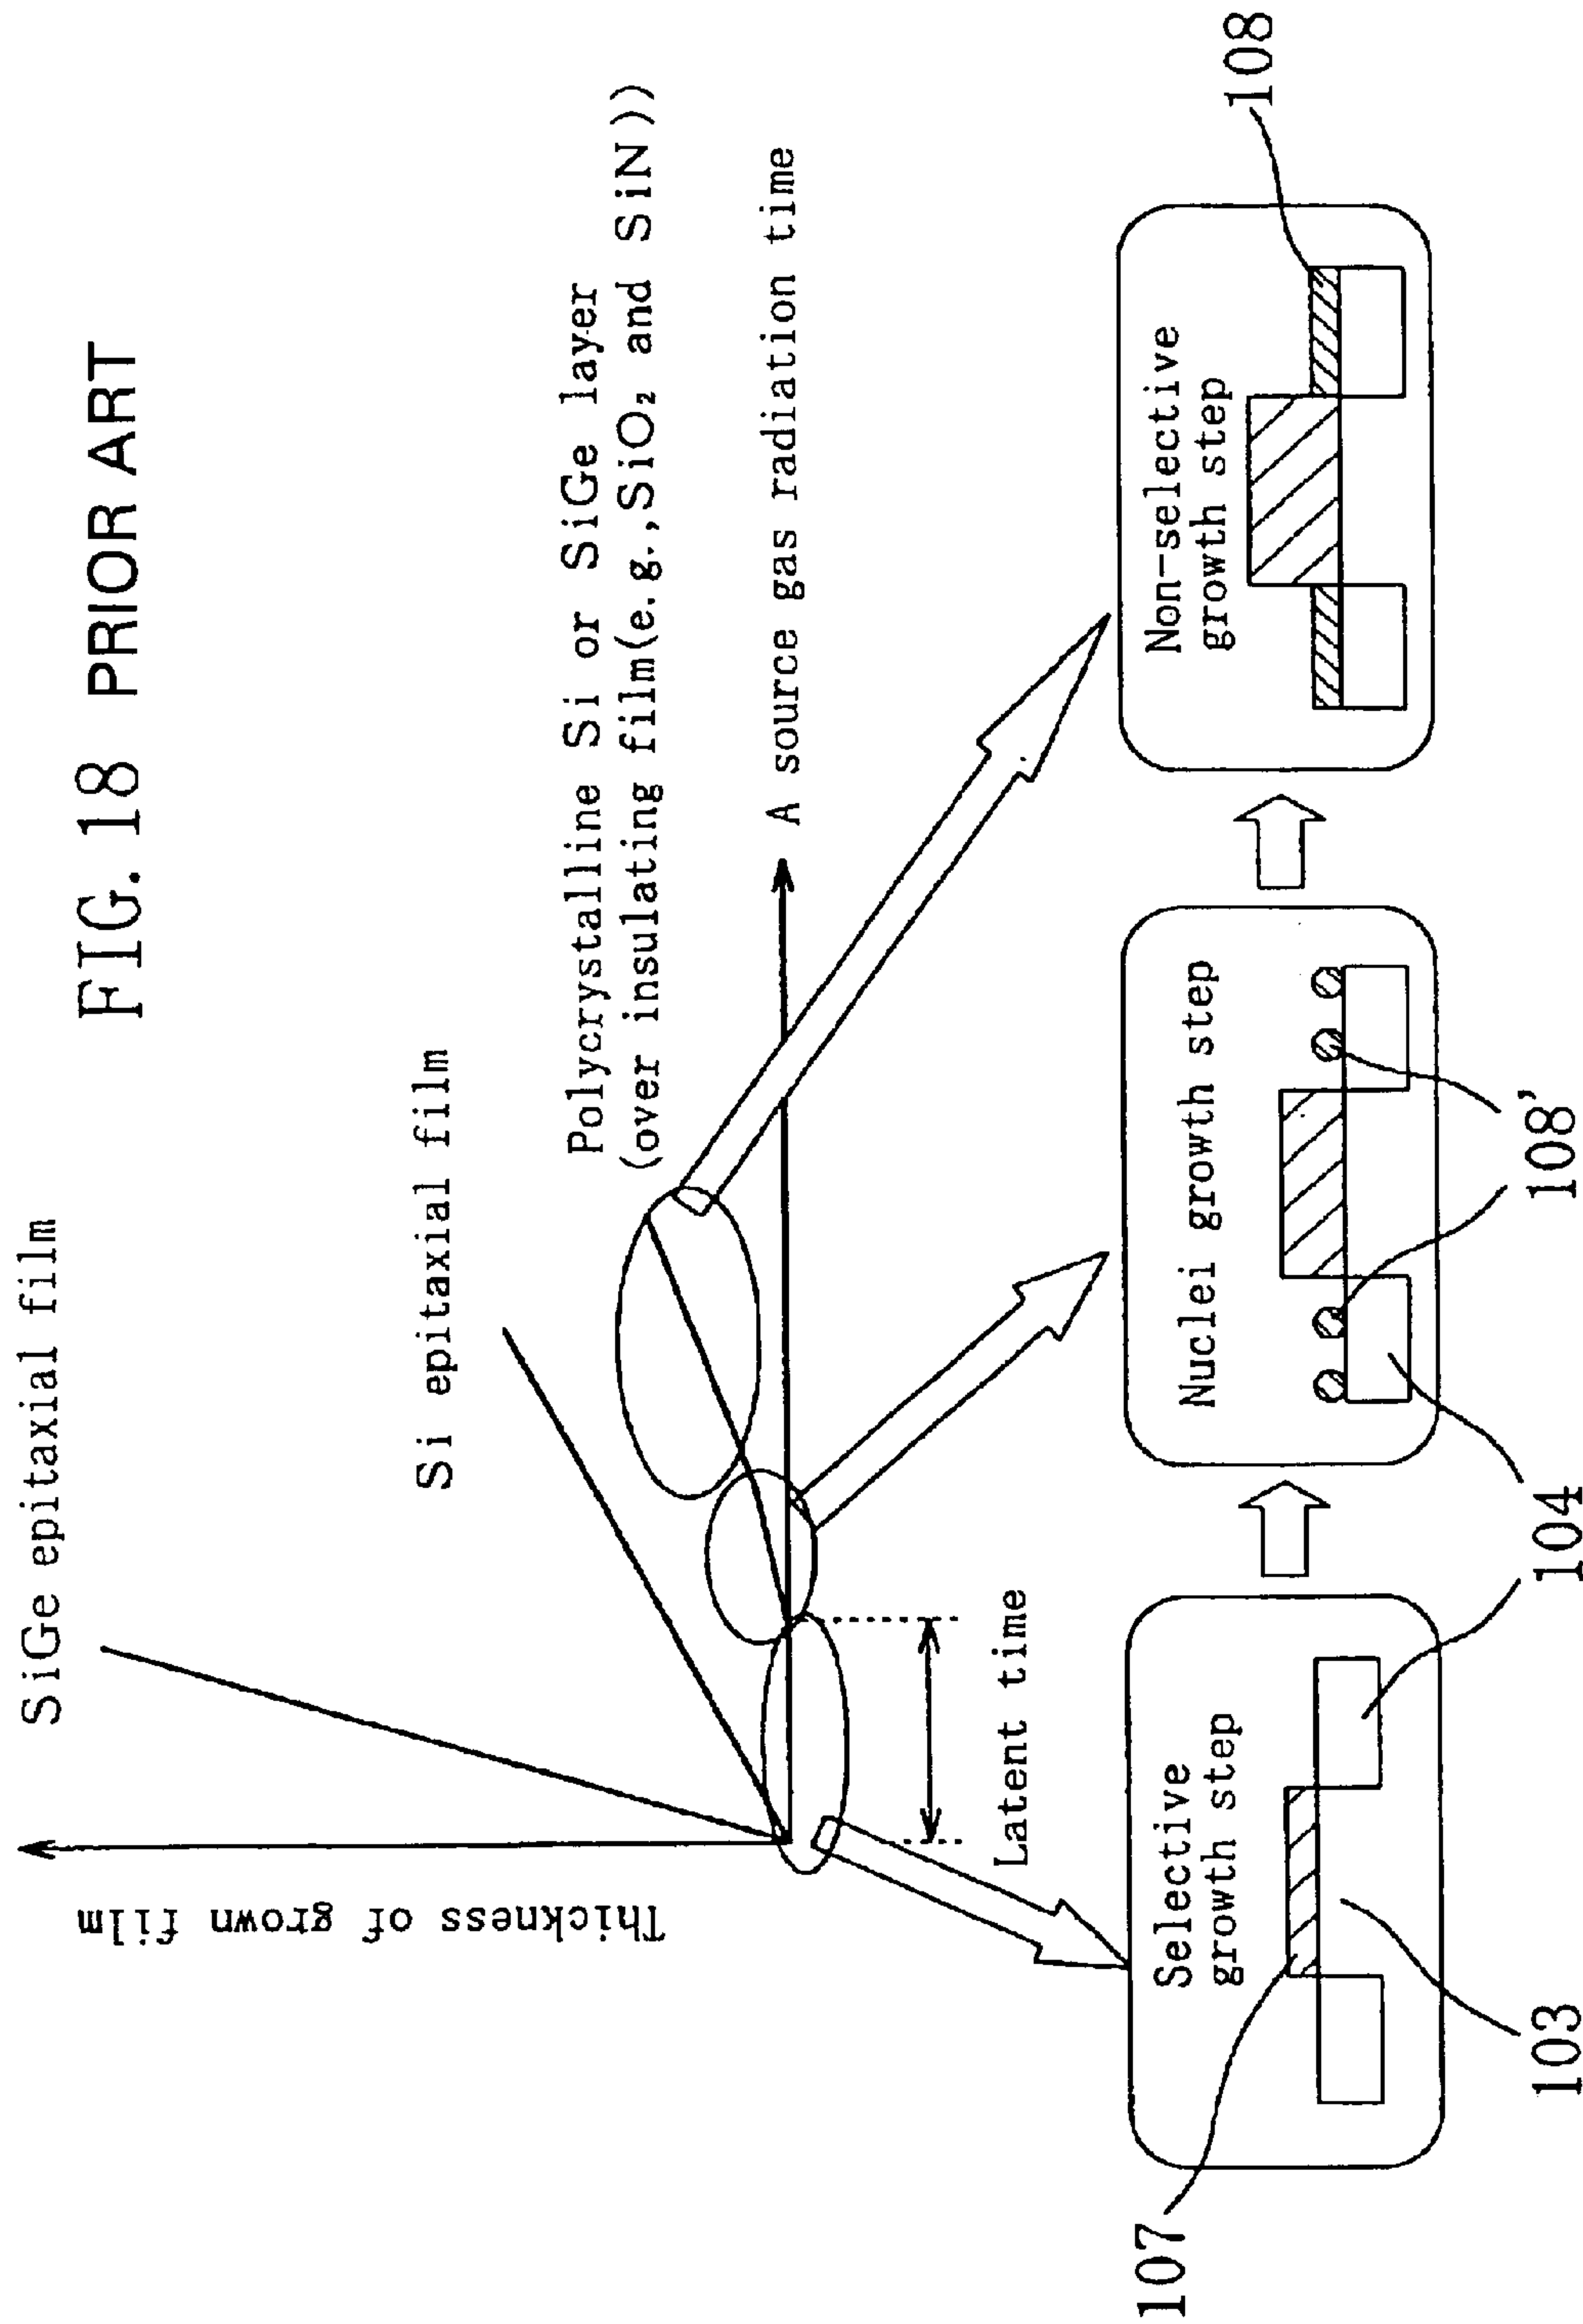 FIG. 18 PRIOR ART
SiGe epitaxial film
Si epitaxial film
Polycrystalline Si or SiGe layer
(over insulating film(e.g.,SiO₂ and SiN))
Thickness of grown film
A source gas radiation time
Latent time
Selective
growth step
107
103
104
Nuclei growth step
108'
Non-selective
growth step
108